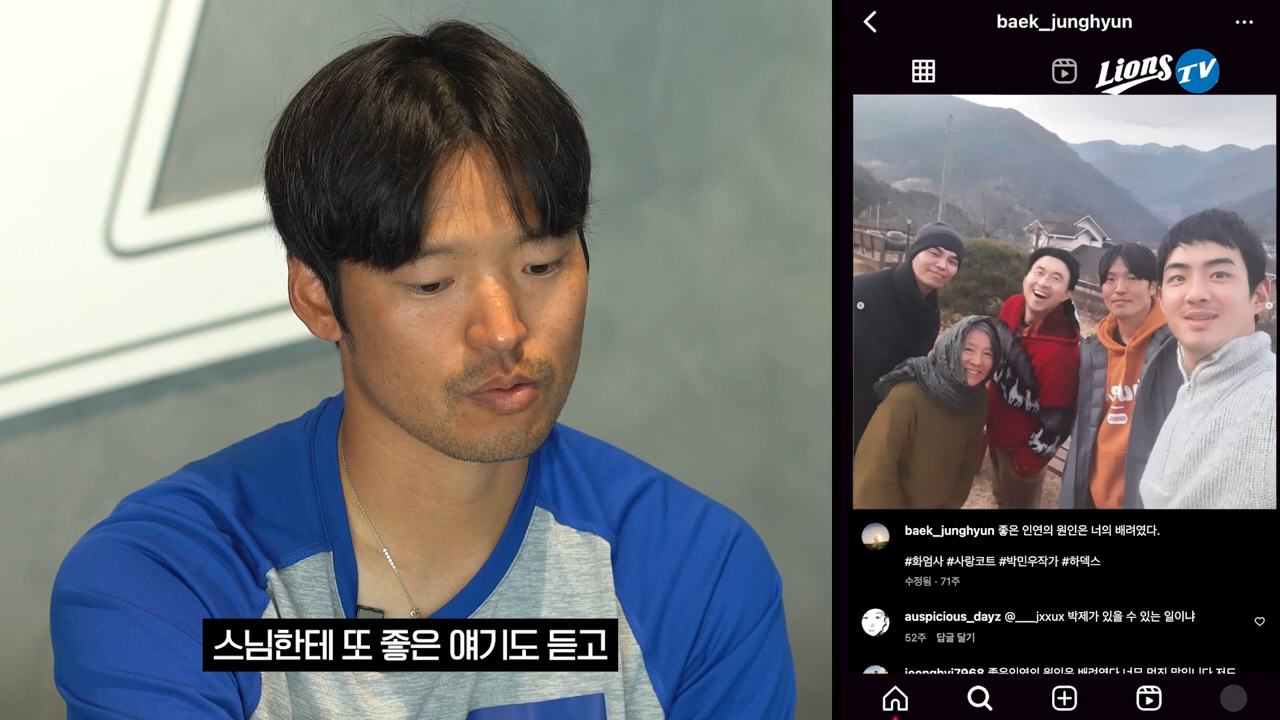 baek_junghyun
Lions TV
baek_junghyun 좋은 인연의 원인은 너의 배려였다.
#화엄사 #사랑코트 #박민우작가 #하덱스
수정됨 · 71주
auspicious_dayz @___jxxux 박제가 있을 수 있는 일이냐
52주 답글 달기
스님한테 또 좋은 얘기도 듣고